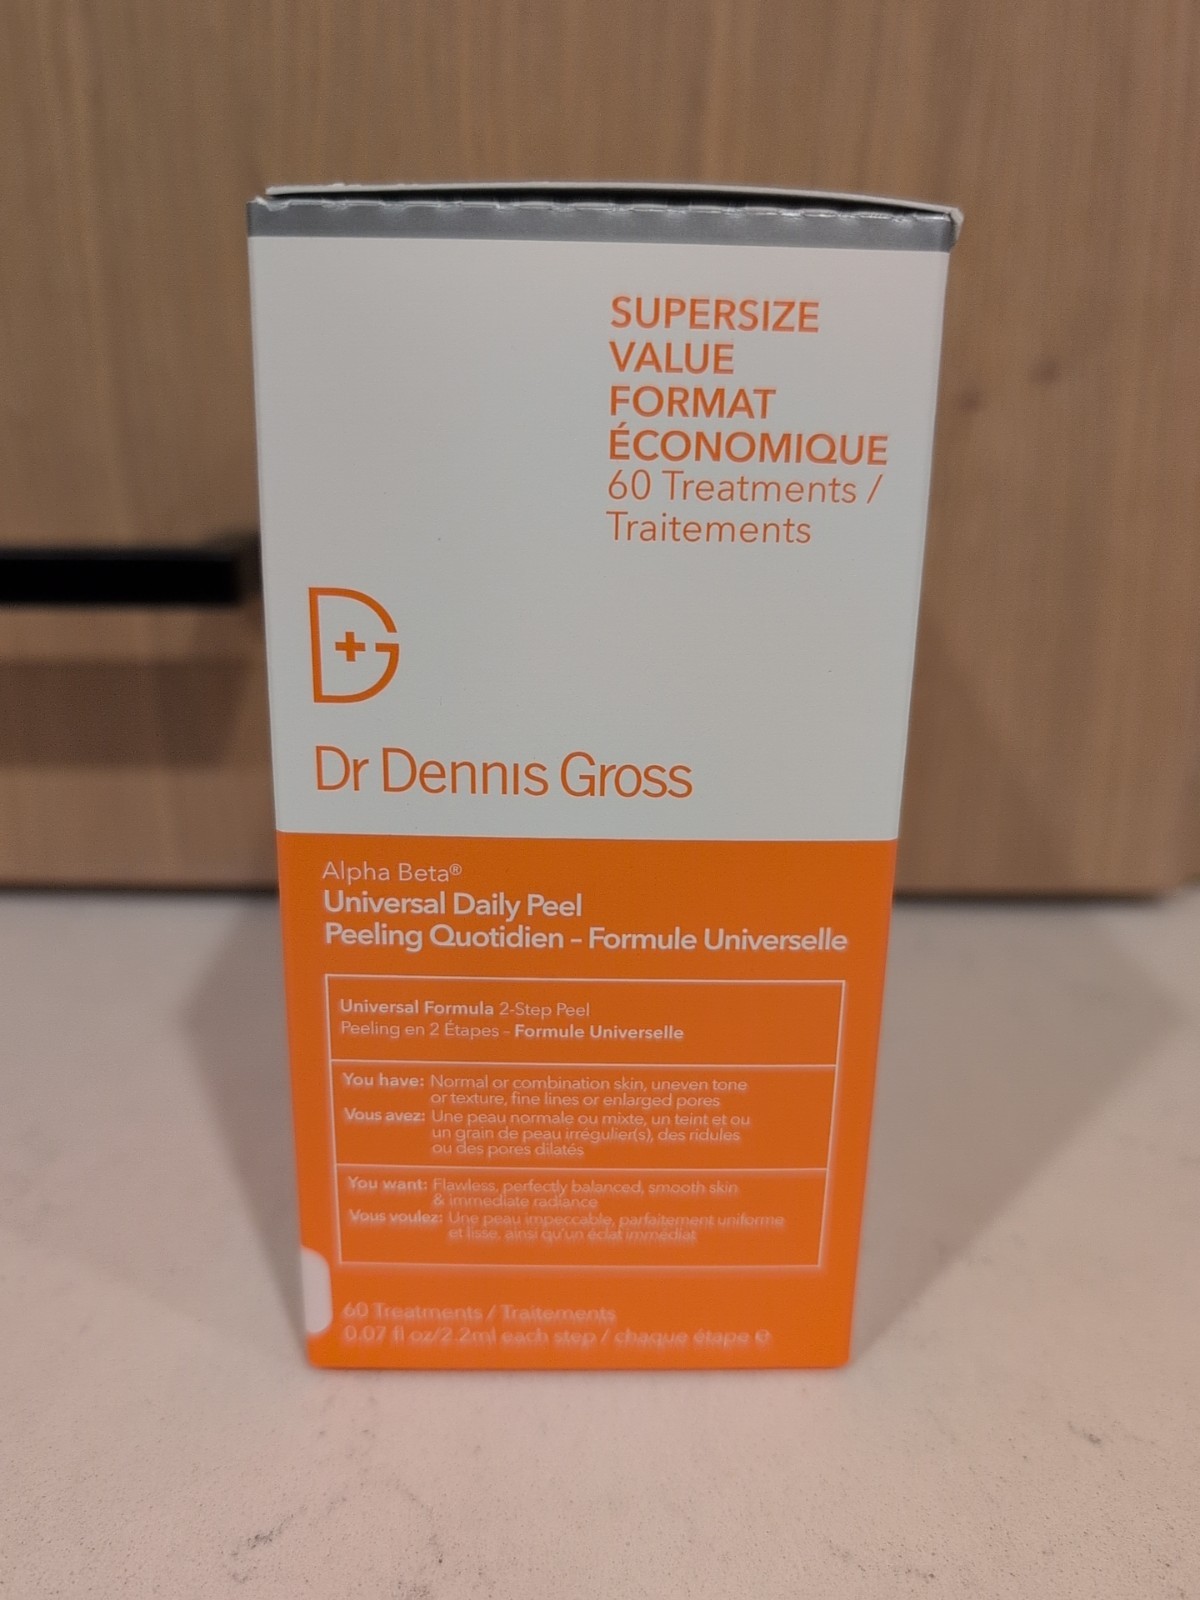 SUPERSIZE
VALUE
FORMAT
ÉCONOMIQUE
60 Treatments /
Traitements
DG
Dr Dennis Gross
Alpha Beta®
Universal Daily Peel
Peeling Quotidien – Formule Universelle
Universal Formula 2-Step Peel
Peeling en 2 Étapes – Formule Universelle
You have: Normal or combination skin, uneven tone
or texture, fine lines or enlarged pores
Vous avez: Une peau normale ou mixte, un teint et ou
un grain de peau irrégulier(s), des ridules
ou des pores dilatés
You want: Flawless, perfectly balanced, smooth skin
& immediate radiance
Vous voulez: Une peau impeccable, parfaitement uniforme
et lisse, ainsi qu'un éclat immédiat
60 Treatments / Traitements
0.07 fl oz/2.2ml each step / chaque étape ℮